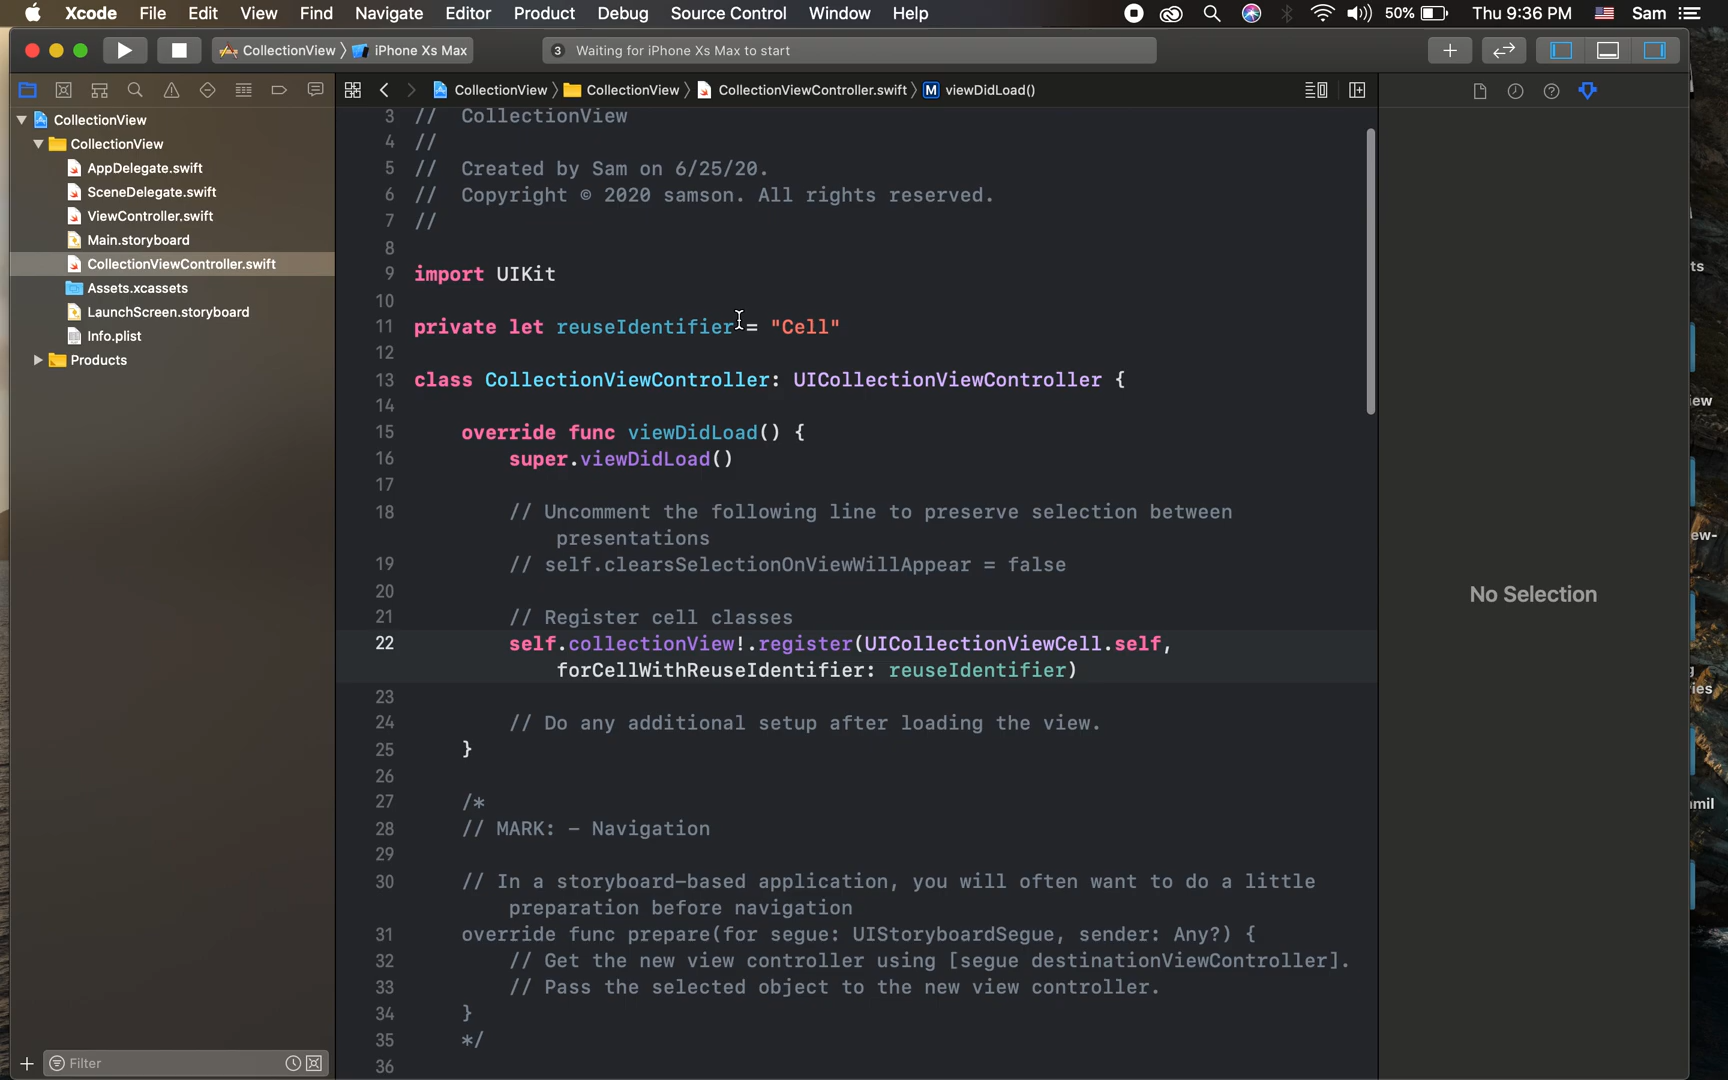 Xcode File Edit View Find Navigate Editor Product Debug Source Control Window Help 50% Thu 9:36 PM Sam
CollectionView 〉 iPhone Xs Max 3 Waiting for iPhone Xs Max to start
CollectionView 〉 CollectionView 〉 CollectionViewController.swift 〉 M viewDidLoad()
CollectionView
CollectionView
AppDelegate.swift
SceneDelegate.swift
ViewController.swift
Main.storyboard
CollectionViewController.swift
Assets.xcassets
LaunchScreen.storyboard
Info.plist
Products
Filter
3 // CollectionView
4 //
5 // Created by Sam on 6/25/20.
6 // Copyright © 2020 samson. All rights reserved.
7 //
8
9 import UIKit
10
11 private let reuseIdentifier = "Cell"
12
13 class CollectionViewController: UICollectionViewController {
14
15 override func viewDidLoad() {
16 super.viewDidLoad()
17
18 // Uncomment the following line to preserve selection between
presentations
19 // self.clearsSelectionOnViewWillAppear = false
20
21 // Register cell classes
22 self.collectionView!.register(UICollectionViewCell.self,
forCellWithReuseIdentifier: reuseIdentifier)
23
24 // Do any additional setup after loading the view.
25 }
26
27 /*
28 // MARK: - Navigation
29
30 // In a storyboard-based application, you will often want to do a little
preparation before navigation
31 override func prepare(for segue: UIStoryboardSegue, sender: Any?) {
32 // Get the new view controller using [segue destinationViewController].
33 // Pass the selected object to the new view controller.
34 }
35 */
36
No Selection